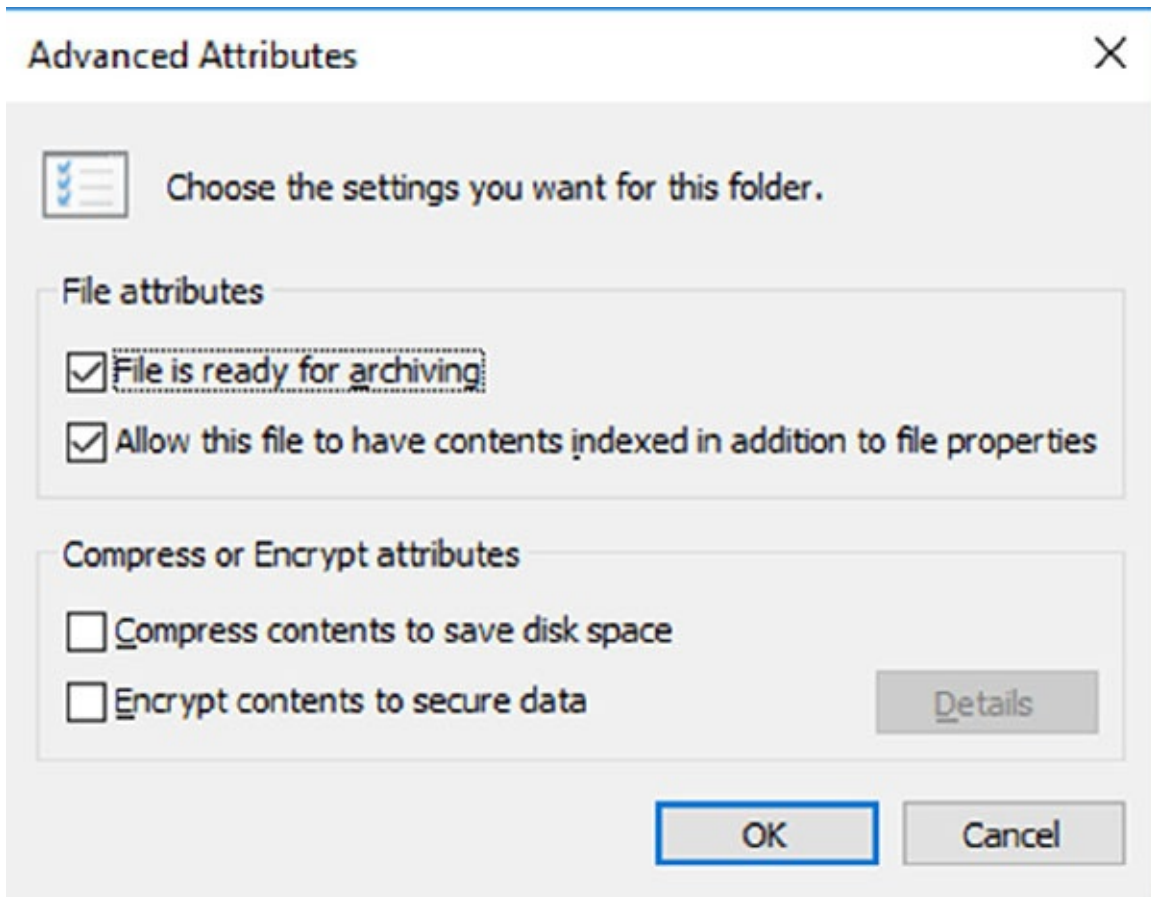 Advanced Attributes
Choose the settings you want for this folder.
File attributes
File is ready for archiving
Allow this file to have contents indexed in addition to file properties
Compress or Encrypt attributes
Compress contents to save disk space
Encrypt contents to secure data
Details
OK
Cancel